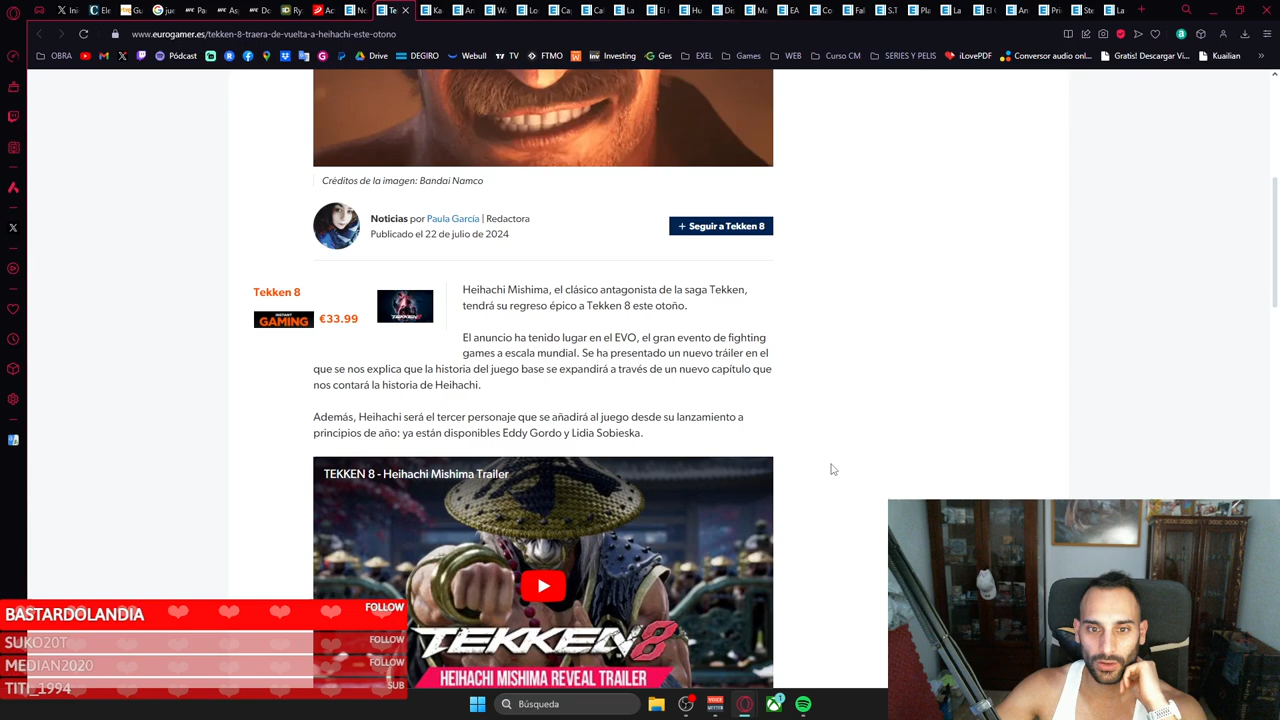 X Ini
www.eurogamer.es/tekken-8-traera-de-vuelta-a-heihachi-este-otono
OBRA Pódcast Drive DEGIRO Webull TV FTMO Investing Ges EXEL Games WEB Curso CM SERIES Y PELIS iLovePDF Conversor audio onl... Gratis! Descargar Vi... Kuailian
Créditos de la imagen: Bandai Namco
Noticias por Paula García | Redactora
Publicado el 22 de julio de 2024
+ Seguir a Tekken 8
Tekken 8
INSTANT GAMING €33.99
Heihachi Mishima, el clásico antagonista de la saga Tekken,
tendrá su regreso épico a Tekken 8 este otoño.
El anuncio ha tenido lugar en el EVO, el gran evento de fighting
games a escala mundial. Se ha presentado un nuevo tráiler en el
que se nos explica que la historia del juego base se expandirá a través de un nuevo capítulo que
nos contará la historia de Heihachi.
Además, Heihachi será el tercer personaje que se añadirá al juego desde su lanzamiento a
principios de año: ya están disponibles Eddy Gordo y Lidia Sobieska.
TEKKEN 8 - Heihachi Mishima Trailer
TEKKEN 8
HEIHACHI MISHIMA REVEAL TRAILER
BASTARDOLANDIA FOLLOW
SUKO20T FOLLOW
MEDIAN2020 FOLLOW
TITI_1994 SUB
Búsqueda